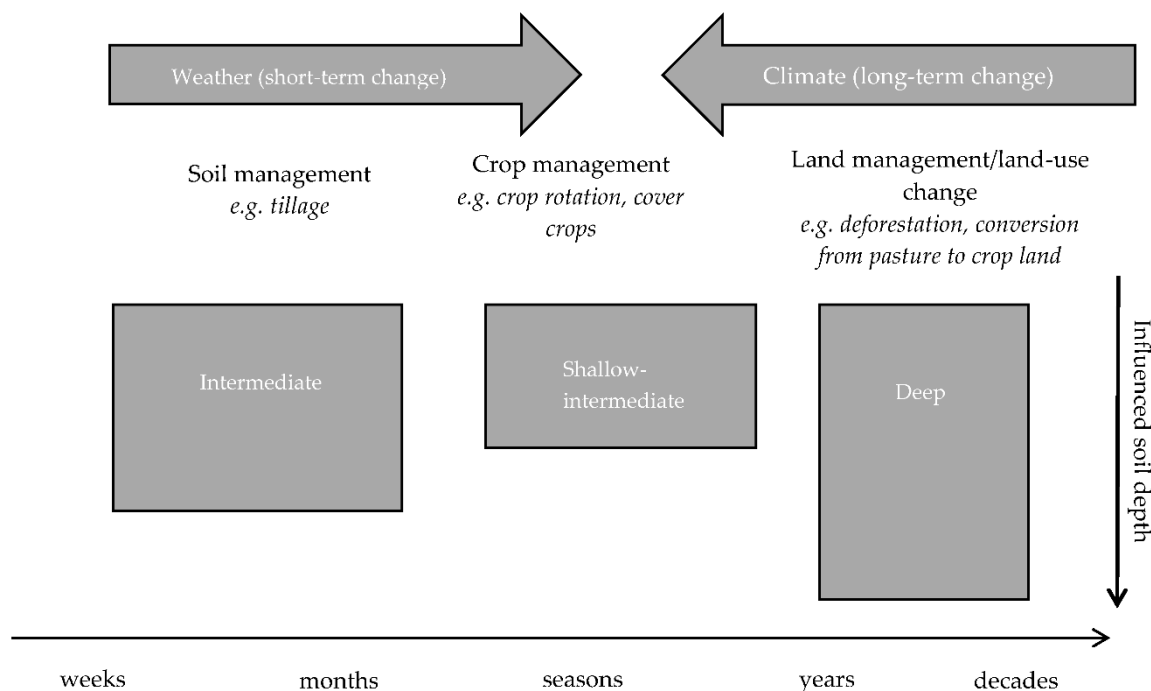 Weather (short-term change)
Climate (long-term change)
Soil management
e.g. tillage
Crop management
e.g. crop rotation, cover
crops
Land management/land-use
change
e.g. deforestation, conversion
from pasture to crop land
Intermediate
Shallow-
intermediate
Deep
Influenced soil depth
weeks
months
seasons
years
decades